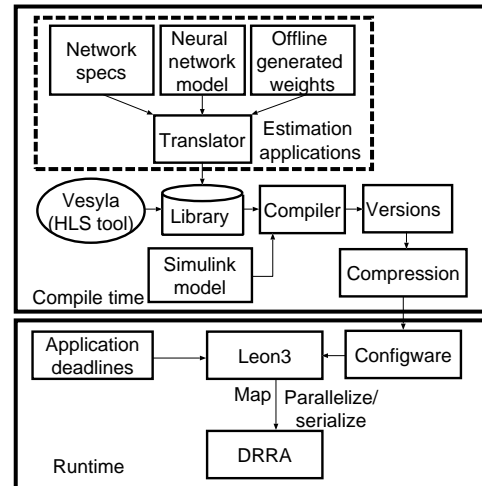 Network
specs
Neural
network
model
Offline
generated
weights
Translator
Estimation
applications
Vesyla
(HLS tool)
Library
Compiler
Versions
Simulink
model
Compression
Compile time
Application
deadlines
Leon3
Configware
Map
Parallelize/
serialize
DRRA
Runtime